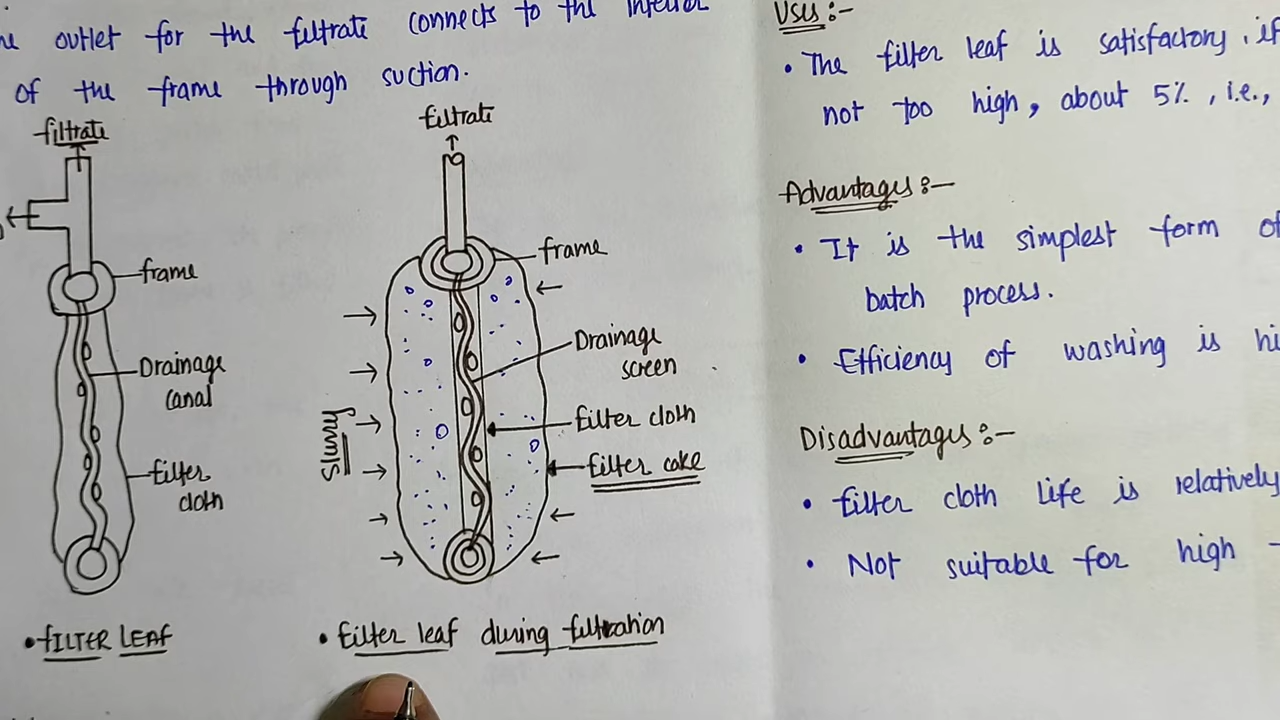 outlet for the filtrate connects to the
of the frame through suction.
filtrate
frame
Drainage
canal
filter
cloth
• FILTER LEAF
filtrate
frame
Drainage
screen
filter cloth
filter cake
Slurry
• filter leaf during filtration
Uses :-
• The filter leaf is satisfactory, if
not too high, about 5%, i.e.,
Advantages :-
• It is the simplest form of
batch process.
• Efficiency of washing is hi
Disadvantages :-
• filter cloth life is relatively
• Not suitable for high -